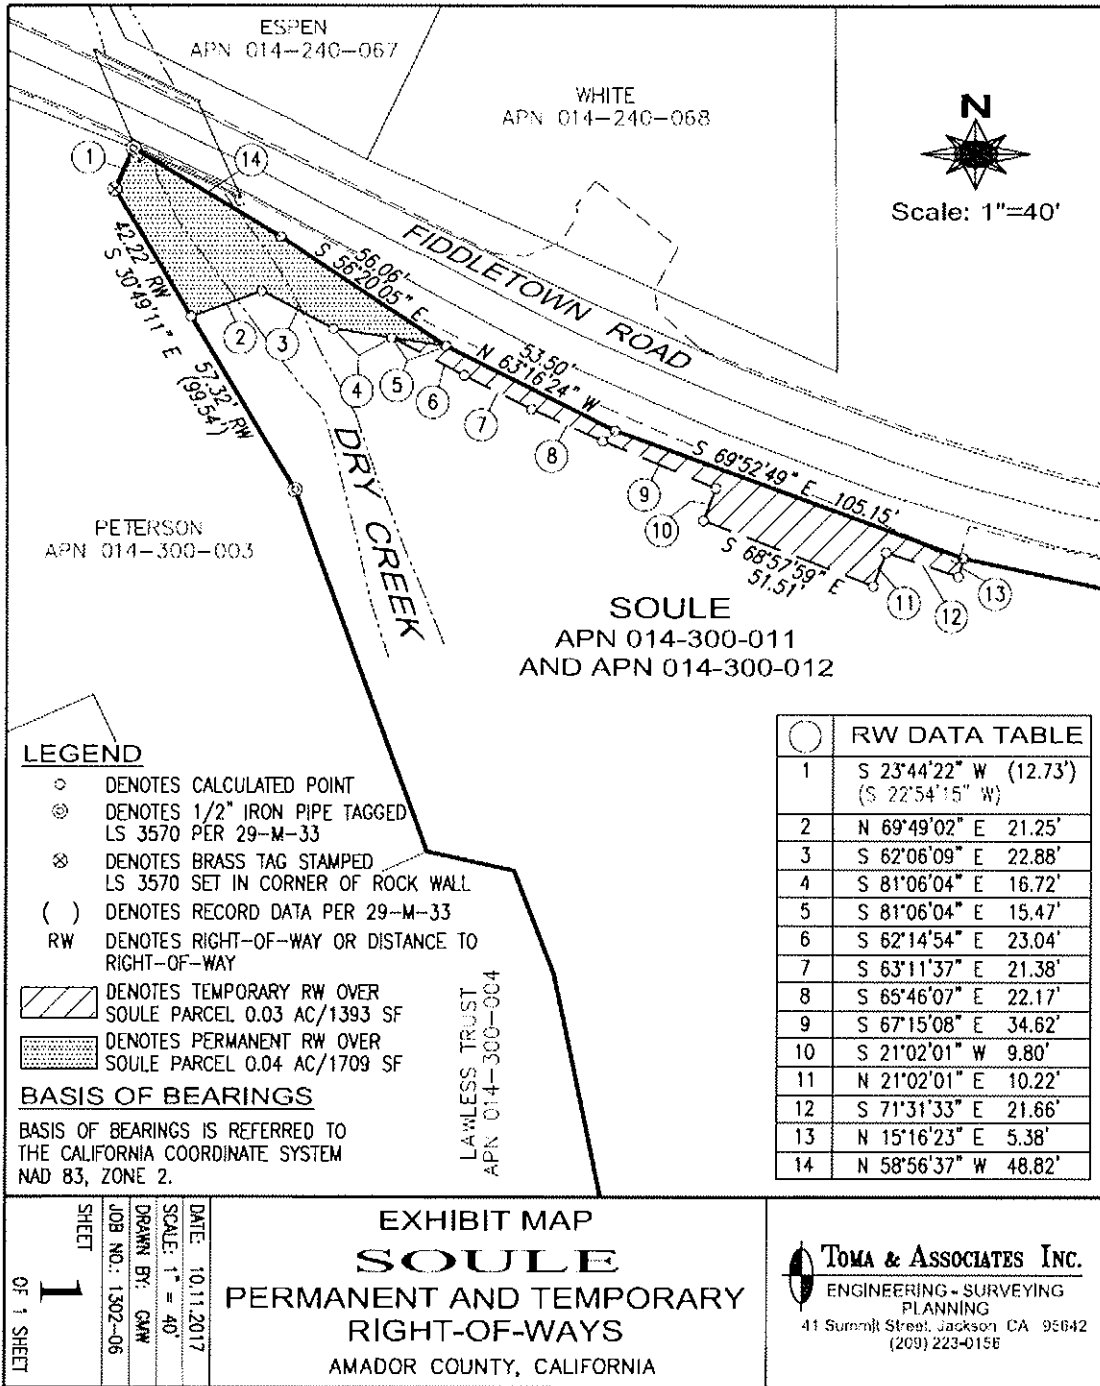 ESPEN
APN 014-240-067
WHITE
APN 014-240-068
N
Scale: 1"=40'
1
14
FIDDLETOWN ROAD
56.06'
S 56°20'05" E
42.22' RW
S 30°49'11" E
57.32' RW
(99.54')
2
3
4
5
6
7
8
9
10
11
12
13
53.50'
N 63°16'24" W
S 69°52'49" E 105.15'
S 68°57'59" E
51.51'
DRY CREEK
PETERSON
APN 014-300-003
SOULE
APN 014-300-011
AND APN 014-300-012
LEGEND
DENOTES CALCULATED POINT
DENOTES 1/2" IRON PIPE TAGGED
LS 3570 PER 29-M-33
DENOTES BRASS TAG STAMPED
LS 3570 SET IN CORNER OF ROCK WALL
( ) DENOTES RECORD DATA PER 29-M-33
RW DENOTES RIGHT-OF-WAY OR DISTANCE TO
RIGHT-OF-WAY
DENOTES TEMPORARY RW OVER
SOULE PARCEL 0.03 AC/1393 SF
DENOTES PERMANENT RW OVER
SOULE PARCEL 0.04 AC/1709 SF
BASIS OF BEARINGS
BASIS OF BEARINGS IS REFERRED TO
THE CALIFORNIA COORDINATE SYSTEM
NAD 83, ZONE 2.
LAWLESS TRUST
APN 014-300-004
RW DATA TABLE
1 S 23°44'22" W (12.73')
(S 22°54'15" W)
2 N 69°49'02" E 21.25'
3 S 62°06'09" E 22.88'
4 S 81°06'04" E 16.72'
5 S 81°06'04" E 15.47'
6 S 62°14'54" E 23.04'
7 S 63°11'37" E 21.38'
8 S 65°46'07" E 22.17'
9 S 67°15'08" E 34.62'
10 S 21°02'01" W 9.80'
11 N 21°02'01" E 10.22'
12 S 71°31'33" E 21.66'
13 N 15°16'23" E 5.38'
14 N 58°56'37" W 48.82'
DATE: 10.11.2017
SCALE: 1" = 40'
DRAWN BY: GMW
JOB NO.: 1302-06
SHEET
1
OF 1 SHEET
EXHIBIT MAP
SOULE
PERMANENT AND TEMPORARY
RIGHT-OF-WAYS
AMADOR COUNTY, CALIFORNIA
TOMA & ASSOCIATES INC.
ENGINEERING - SURVEYING
PLANNING
41 Summit Street, Jackson, CA 95642
(209) 223-0156